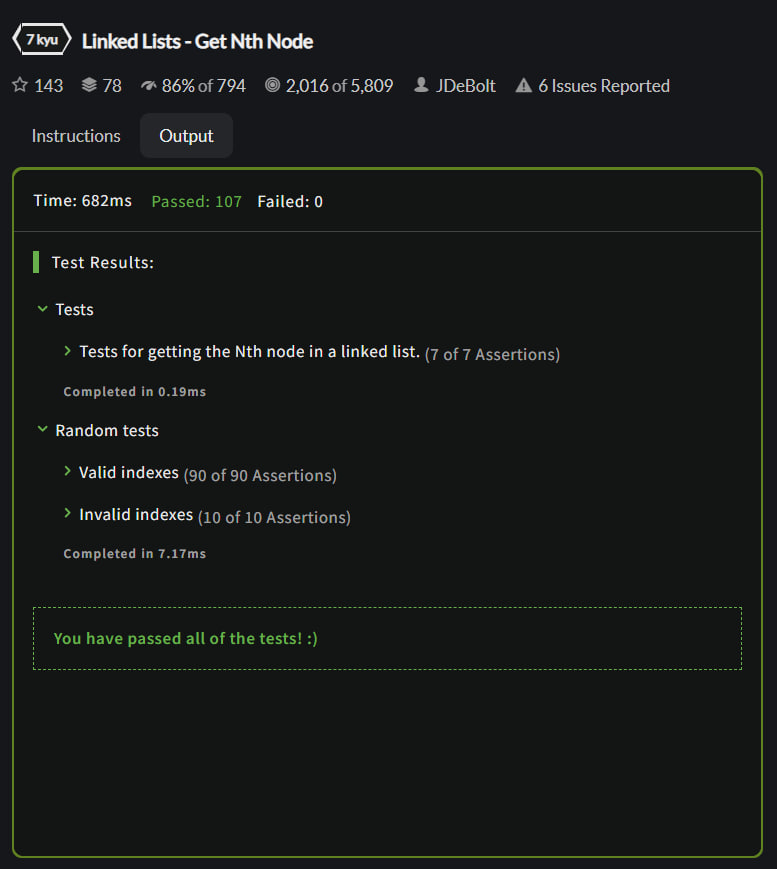 7 kyu Linked Lists - Get Nth Node
143 78 86% of 794 2,016 of 5,809 JDeBolt 6 Issues Reported
Instructions Output
Time: 682ms Passed: 107 Failed: 0
Test Results:
Tests
Tests for getting the Nth node in a linked list. (7 of 7 Assertions)
Completed in 0.19ms
Random tests
Valid indexes (90 of 90 Assertions)
Invalid indexes (10 of 10 Assertions)
Completed in 7.17ms
You have passed all of the tests! :)